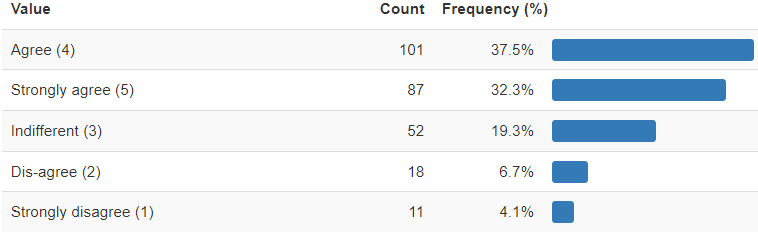 Value Count Frequency (%)
Agree (4) 101 37.5%
Strongly agree (5) 87 32.3%
Indifferent (3) 52 19.3%
Dis-agree (2) 18 6.7%
Strongly disagree (1) 11 4.1%